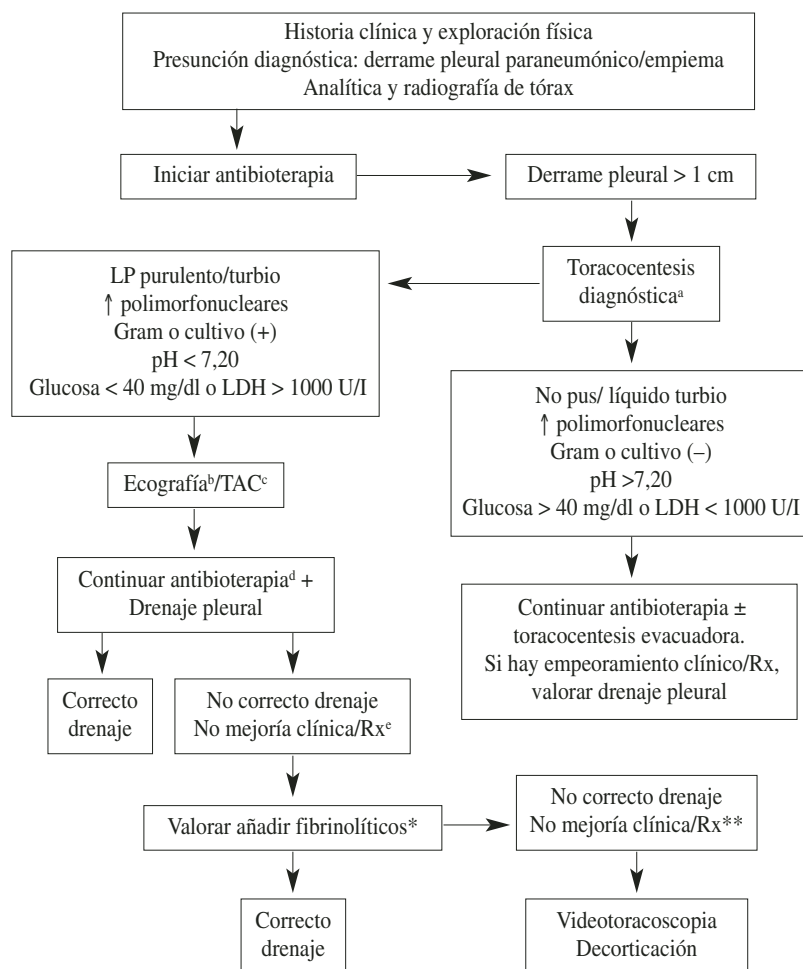 Historia clínica y exploración física
Presunción diagnóstica: derrame pleural paraneumónico/empiema
Analítica y radiografía de tórax
Iniciar antibioterapia
Derrame pleural > 1 cm
Toracocentesis
diagnósticaᵃ
LP purulento/turbio
↑ polimorfonucleares
Gram o cultivo (+)
pH < 7,20
Glucosa < 40 mg/dl o LDH > 1000 U/I
No pus/ líquido turbio
↑ polimorfonucleares
Gram o cultivo (–)
pH >7,20
Glucosa > 40 mg/dl o LDH < 1000 U/I
Ecografíaᵇ/TACᶜ
Continuar antibioterapiaᵈ +
Drenaje pleural
Continuar antibioterapia ±
toracocentesis evacuadora.
Si hay empeoramiento clínico/Rx,
valorar drenaje pleural
Correcto
drenaje
No correcto drenaje
No mejoría clínica/Rxᵉ
Valorar añadir fibrinolíticos*
No correcto drenaje
No mejoría clínica/Rx**
Correcto
drenaje
Videotoracoscopia
Decorticación